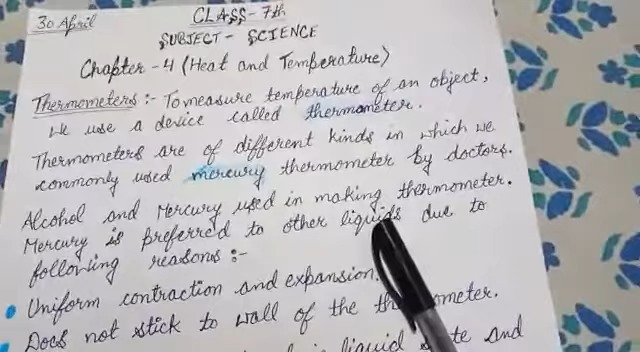 30 April
CLASS - 7th
SUBJECT - SCIENCE
Chapter - 4 (Heat and Temperature)
Thermometers :- To measure temperature of an object,
we use a device called thermometer.
Thermometers are of different kinds in which we
commonly used mercury thermometer by doctors.
Alcohol and Mercury used in making thermometer.
Mercury is preferred to other liquids due to
following reasons :-
Uniform contraction and expansion.
Does not stick to wall of the
liquid and